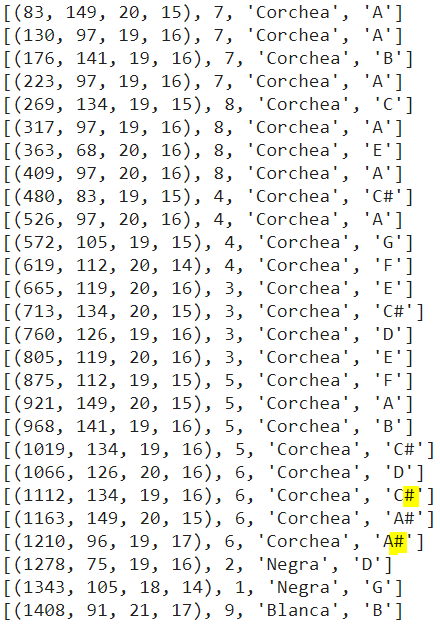 [(83, 149, 20, 15), 7, 'Corchea', 'A']
[(130, 97, 19, 16), 7, 'Corchea', 'A']
[(176, 141, 19, 16), 7, 'Corchea', 'B']
[(223, 97, 19, 16), 7, 'Corchea', 'A']
[(269, 134, 19, 15), 8, 'Corchea', 'C']
[(317, 97, 19, 16), 8, 'Corchea', 'A']
[(363, 68, 20, 16), 8, 'Corchea', 'E']
[(409, 97, 20, 16), 8, 'Corchea', 'A']
[(480, 83, 19, 15), 4, 'Corchea', 'C#']
[(526, 97, 20, 16), 4, 'Corchea', 'A']
[(572, 105, 19, 15), 4, 'Corchea', 'G']
[(619, 112, 20, 14), 4, 'Corchea', 'F']
[(665, 119, 20, 16), 3, 'Corchea', 'E']
[(713, 134, 20, 15), 3, 'Corchea', 'C#']
[(760, 126, 19, 16), 3, 'Corchea', 'D']
[(805, 119, 20, 16), 3, 'Corchea', 'E']
[(875, 112, 19, 15), 5, 'Corchea', 'F']
[(921, 149, 20, 15), 5, 'Corchea', 'A']
[(968, 141, 19, 16), 5, 'Corchea', 'B']
[(1019, 134, 19, 16), 5, 'Corchea', 'C#']
[(1066, 126, 20, 16), 6, 'Corchea', 'D']
[(1112, 134, 19, 16), 6, 'Corchea', 'C#']
[(1163, 149, 20, 15), 6, 'Corchea', 'A#']
[(1210, 96, 19, 17), 6, 'Corchea', 'A#']
[(1278, 75, 19, 16), 2, 'Negra', 'D']
[(1343, 105, 18, 14), 1, 'Negra', 'G']
[(1408, 91, 21, 17), 9, 'Blanca', 'B']